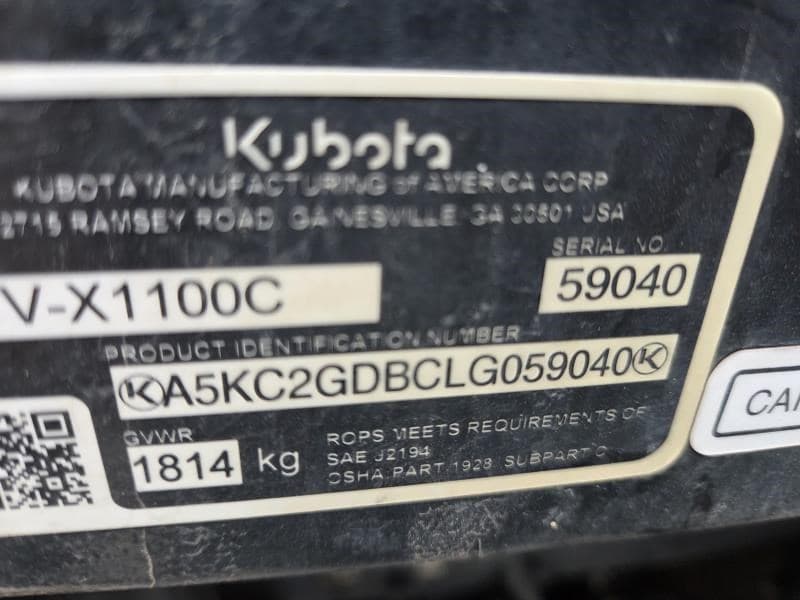 Kubota
KUBOTA MANUFACTURING OF AMERICA CORP
2715 RAMSEY ROAD, GAINESVILLE, GA 30501 USA
SERIAL NO.
V-X1100C
59040
PRODUCT IDENTIFICATION NUMBER
KA5KC2GDBCLG059040K
GVWR
1814 kg
ROPS MEETS REQUIREMENTS OF
SAE J2194
OSHA PART 1928 SUBPART C
CA